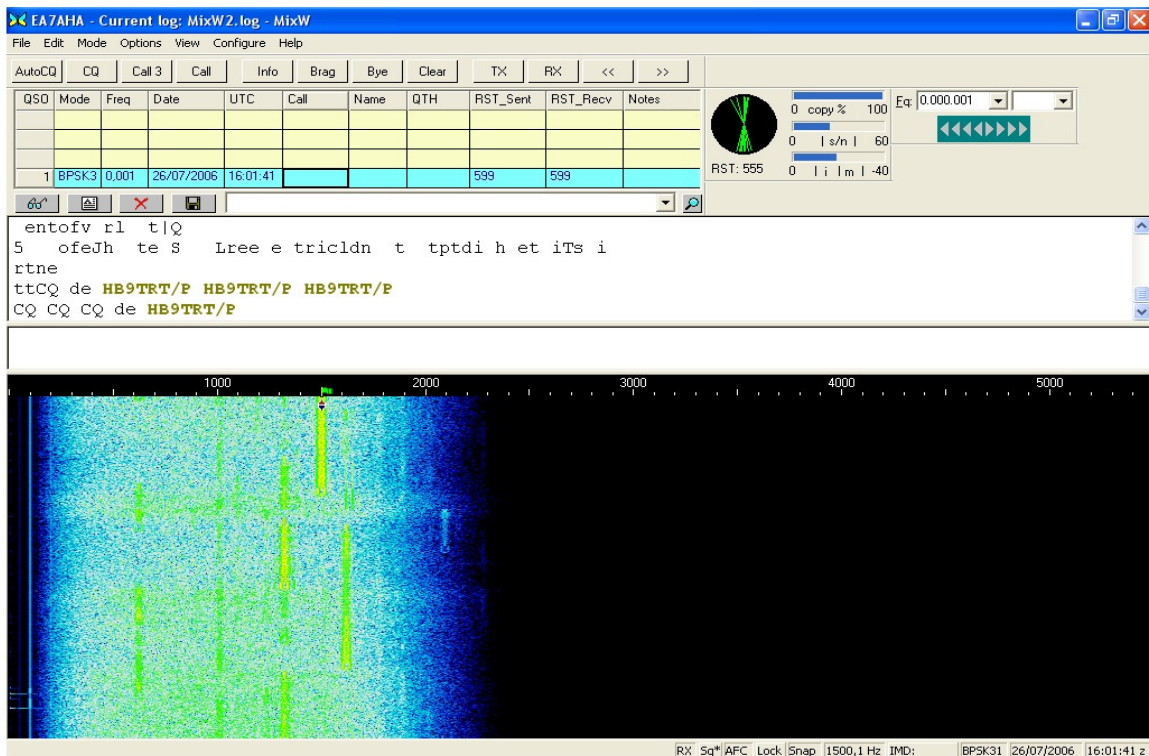 EA7AHA - Current log: MixW2.log - MixW
File Edit Mode Options View Configure Help
AutoCQ CQ Call 3 Call Info Brag Bye Clear TX RX << >>
QSO Mode Freq Date UTC Call Name QTH RST_Sent RST_Recv Notes
1 BPSK3 0,001 26/07/2006 16:01:41 599 599
RST: 555
0 copy % 100
0 | s/n | 60
0 | i | m | -40
Fq: 0.000.001
entofv rl t|Q
5 ofeJh te S Lree e tricldn t tptdi h et iTs i
rtne
ttCQ de HB9TRT/P HB9TRT/P HB9TRT/P
CQ CQ CQ de HB9TRT/P
1000 2000 3000 4000 5000
RX Sq* AFC Lock Snap 1500,1 Hz IMD: BPSK31 26/07/2006 16:01:41 z